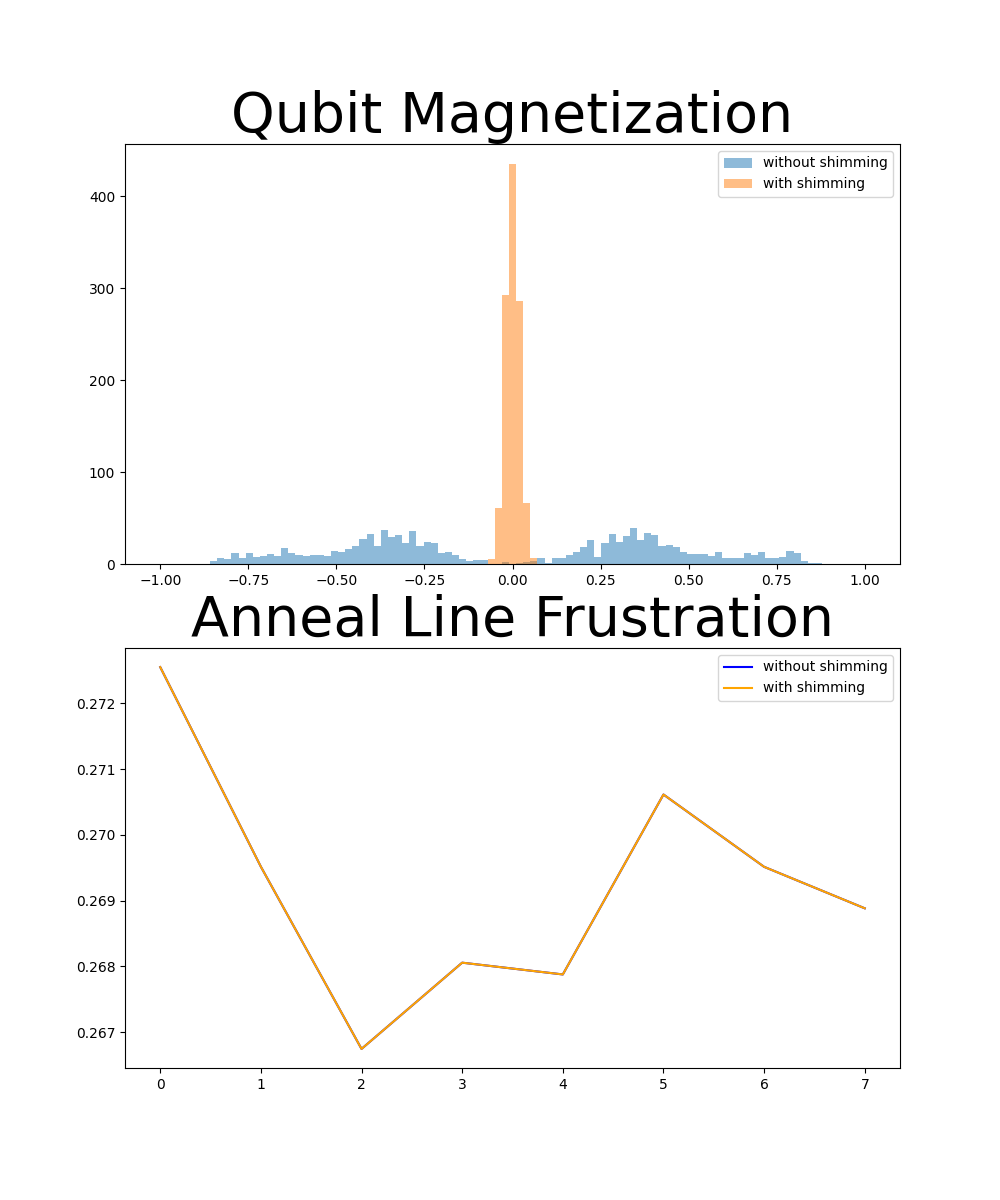 Qubit Magnetization
without shimming
with shimming
400
300
200
100
0
−1.00 −0.75 −0.50 −0.25 0.00 0.25 0.50 0.75 1.00
Anneal Line Frustration
without shimming
with shimming
0.272
0.271
0.270
0.269
0.268
0.267
0 1 2 3 4 5 6 7